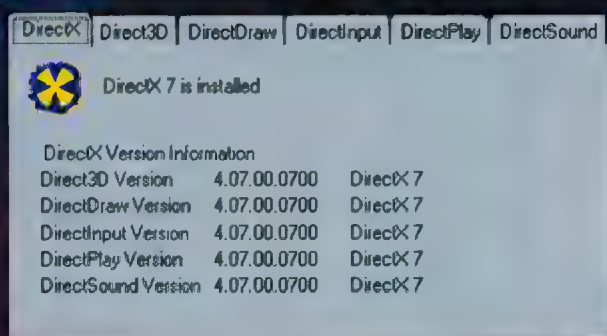 DirectX Direct3D DirectDraw DirectInput DirectPlay DirectSound
DirectX 7 is installed
DirectX Version Information
Direct3D Version 4.07.00.0700 DirectX 7
DirectDraw Version 4.07.00.0700 DirectX 7
DirectInput Version 4.07.00.0700 DirectX 7
DirectPlay Version 4.07.00.0700 DirectX 7
DirectSound Version 4.07.00.0700 DirectX 7